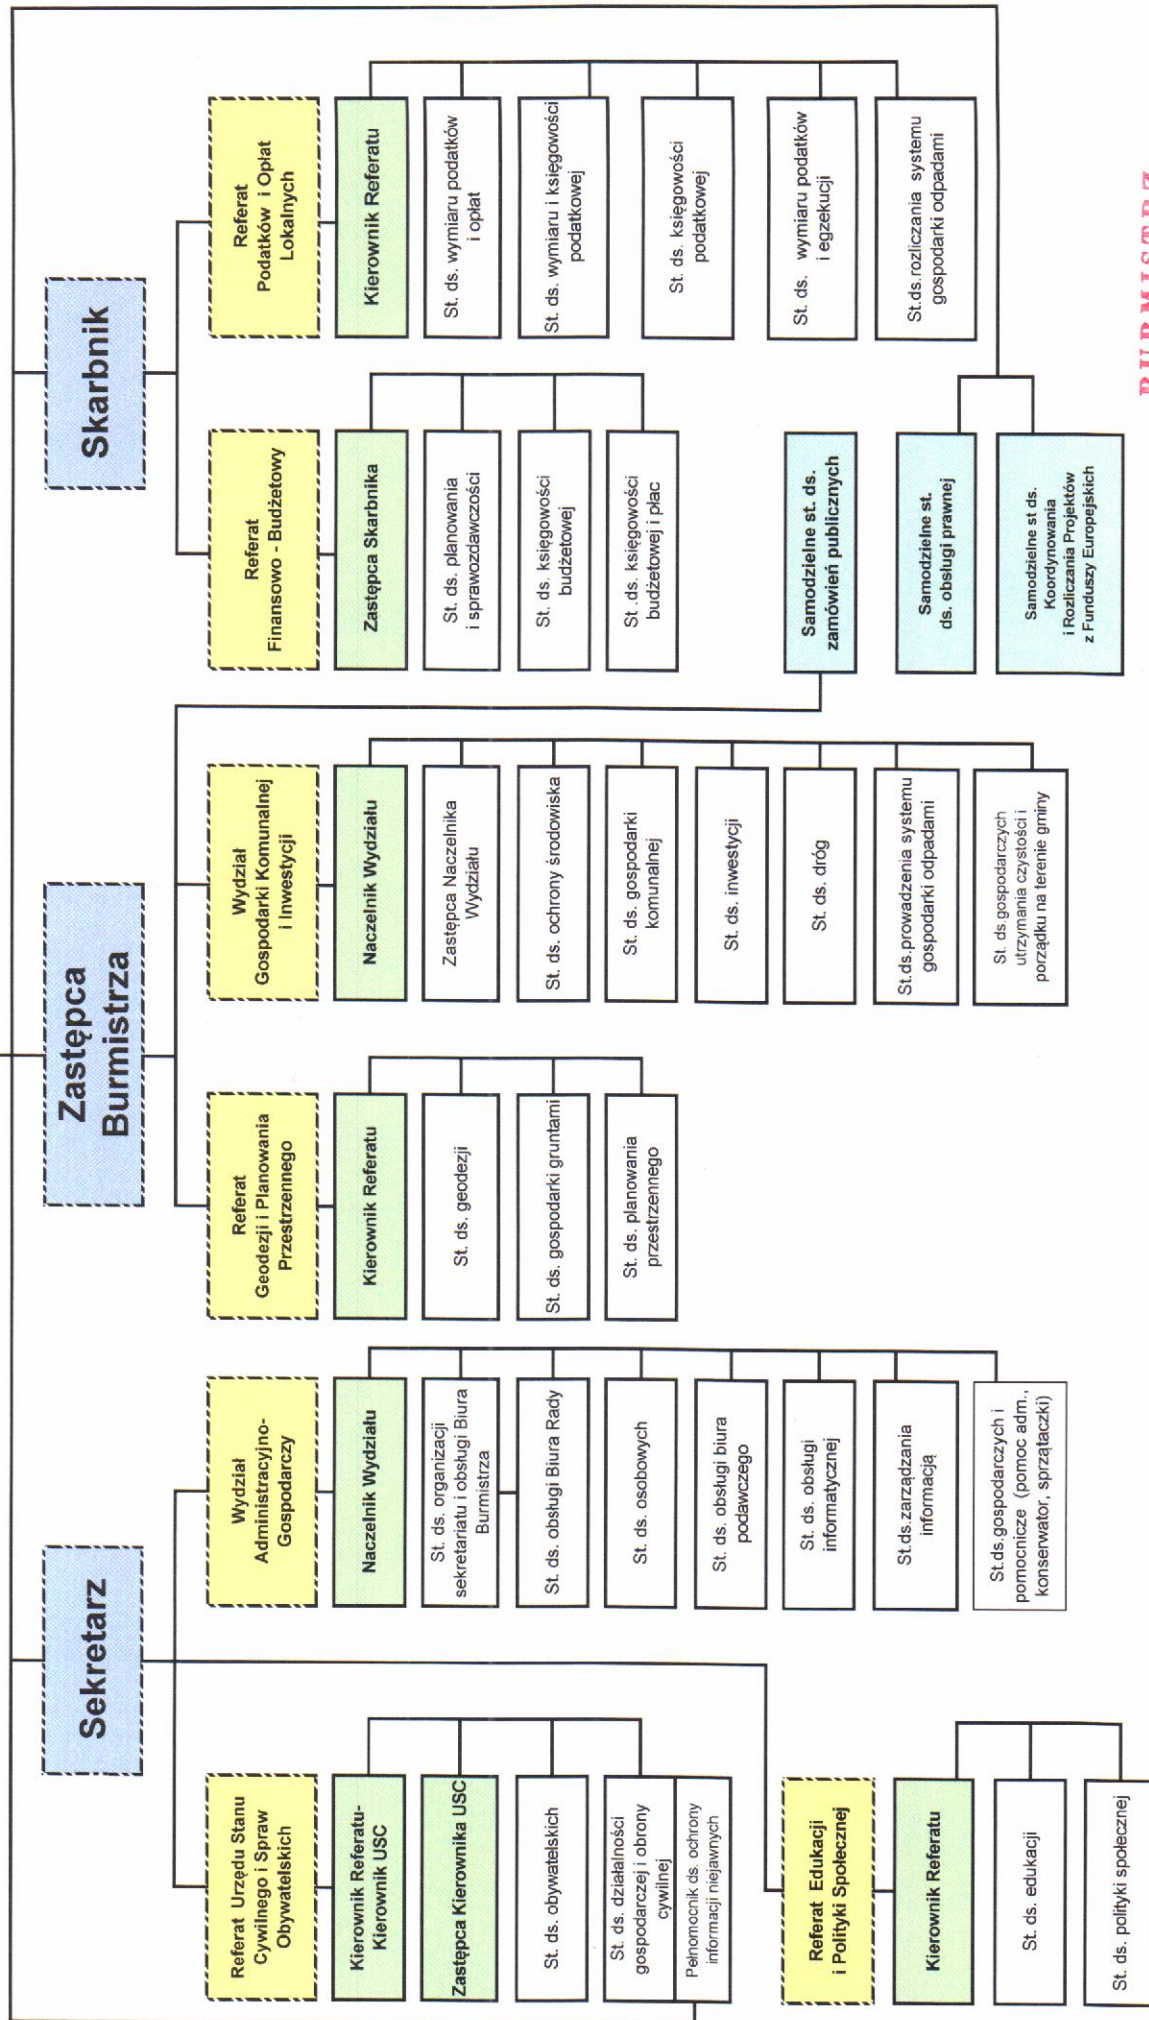 Sekretarz
Zastępca
Burmistrza
Skarbnik
Referat Urzędu Stanu
Cywilnego i Spraw
Obywatelskich
Kierownik Referatu-
Kierownik USC
Zastępca Kierownika USC
St. ds. obywatelskich
St. ds. działalności
gospodarczej i obrony
cywilnej
Pełnomocnik ds. ochrony
informacji niejawnych
Referat Edukacji
i Polityki Społecznej
Kierownik Referatu
St. ds. edukacji
St. ds. polityki społecznej
Wydział
Administracyjno-
Gospodarczy
Naczelnik Wydziału
St. ds. organizacji
sekretariatu i obsługi Biura
Burmistrza
St. ds. obsługi Biura Rady
St. ds. osobowych
St. ds. obsługi biura
podawczego
St. ds. obsługi
informatycznej
St.ds.zarządzania
informacją
St.ds.gospodarczych i
pomocnicze (pomoc adm.,
konserwator, sprzątaczki)
Referat
Geodezji i Planowania
Przestrzennego
Kierownik Referatu
St. ds. geodezji
St. ds. gospodarki gruntami
St. ds. planowania
przestrzennego
Wydział
Gospodarki Komunalnej
i Inwestycji
Naczelnik Wydziału
Zastępca Naczelnika
Wydziału
St. ds. ochrony środowiska
St. ds. gospodarki
komunalnej
St. ds. inwestycji
St. ds. dróg
St.ds.prowadzenia systemu
gospodarki odpadami
St. ds.gospodarczych
utrzymania czystości i
porządku na terenie gminy
Referat
Finansowo - Budżetowy
Zastępca Skarbnika
St. ds. planowania
i sprawozdawczości
St. ds. księgowości
budżetowej
St .ds. księgowości
budżetowej i płac
Samodzielne st. ds.
zamówień publicznych
Samodzielne st.
ds. obsługi prawnej
Samodzielne st ds.
Koordynowania
i Rozliczania Projektów
z Funduszy Europejskich
Referat
Podatków i Opłat
Lokalnych
Kierownik Referatu
St. ds. wymiaru podatków
i opłat
St. ds. wymiaru i księgowości
podatkowej
St. ds. księgowości
podatkowej
St. ds. wymiaru podatków
i egzekucji
St.ds.rozliczania systemu
gospodarki odpadami
BURMISTRZ